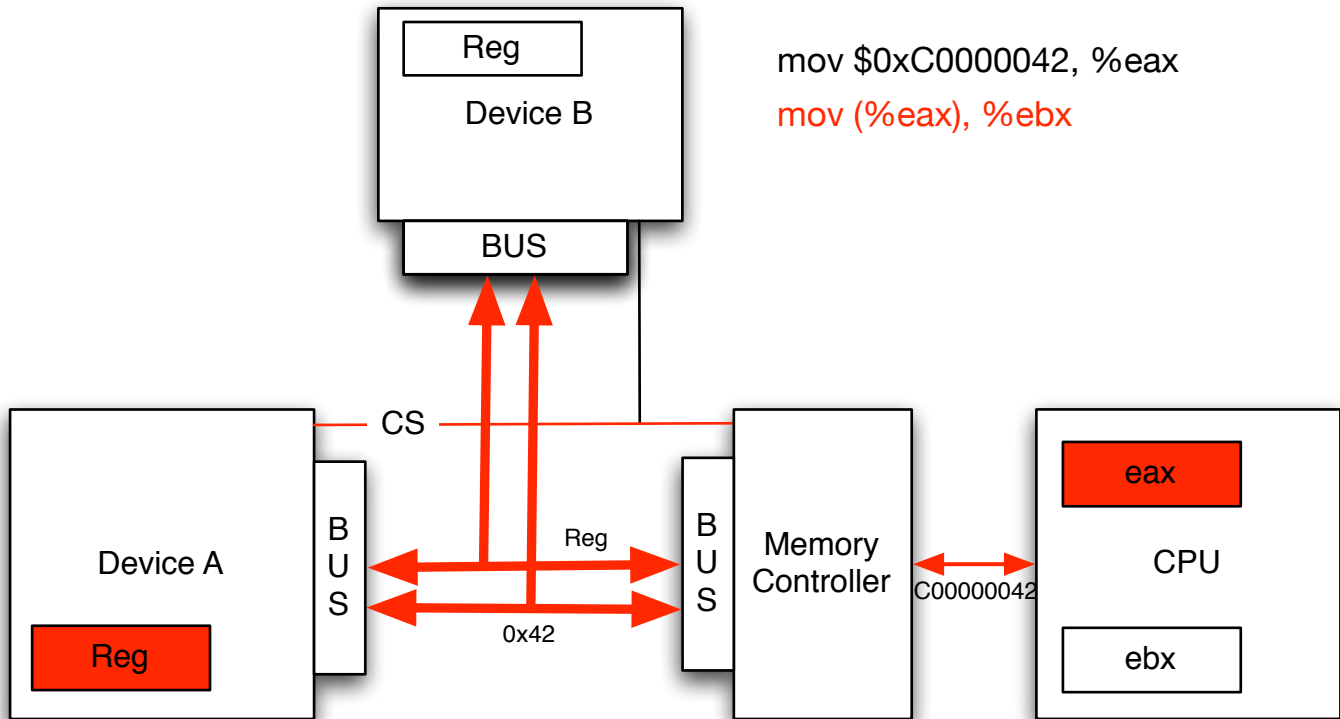 Reg
Device B
BUS
mov $0xC0000042, %eax
mov (%eax), %ebx
CS
Device A
Reg
B
U
S
Reg
0x42
B
U
S
Memory
Controller
C00000042
eax
CPU
ebx